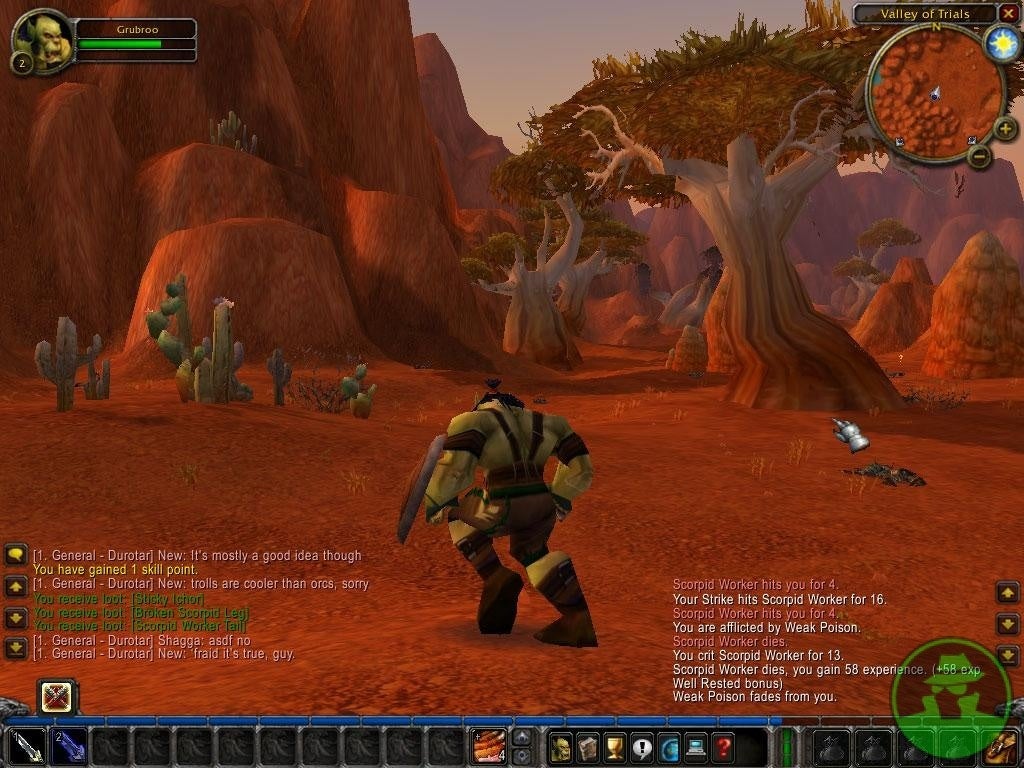 Grubroo
2
Valley of Trials
N
[1. General - Durotar] New: It's mostly a good idea though
You have gained 1 skill point.
[1. General - Durotar] New: trolls are cooler than orcs, sorry
You receive loot: [Sticky Ichor]
You receive loot: [Broken Scorpid Leg]
You receive loot: [Scorpid Worker Tail]
[1. General - Durotar] Shagga: asdf no
[1. General - Durotar] New: 'fraid it's true, guy.
Scorpid Worker hits you for 4.
Your Strike hits Scorpid Worker for 16.
Scorpid Worker hits you for 4.
You are afflicted by Weak Poison.
Scorpid Worker dies.
You crit Scorpid Worker for 13.
Scorpid Worker dies, you gain 58 experience. (+58 exp
Well Rested bonus)
Weak Poison fades from you.
1 2 4 ! ?